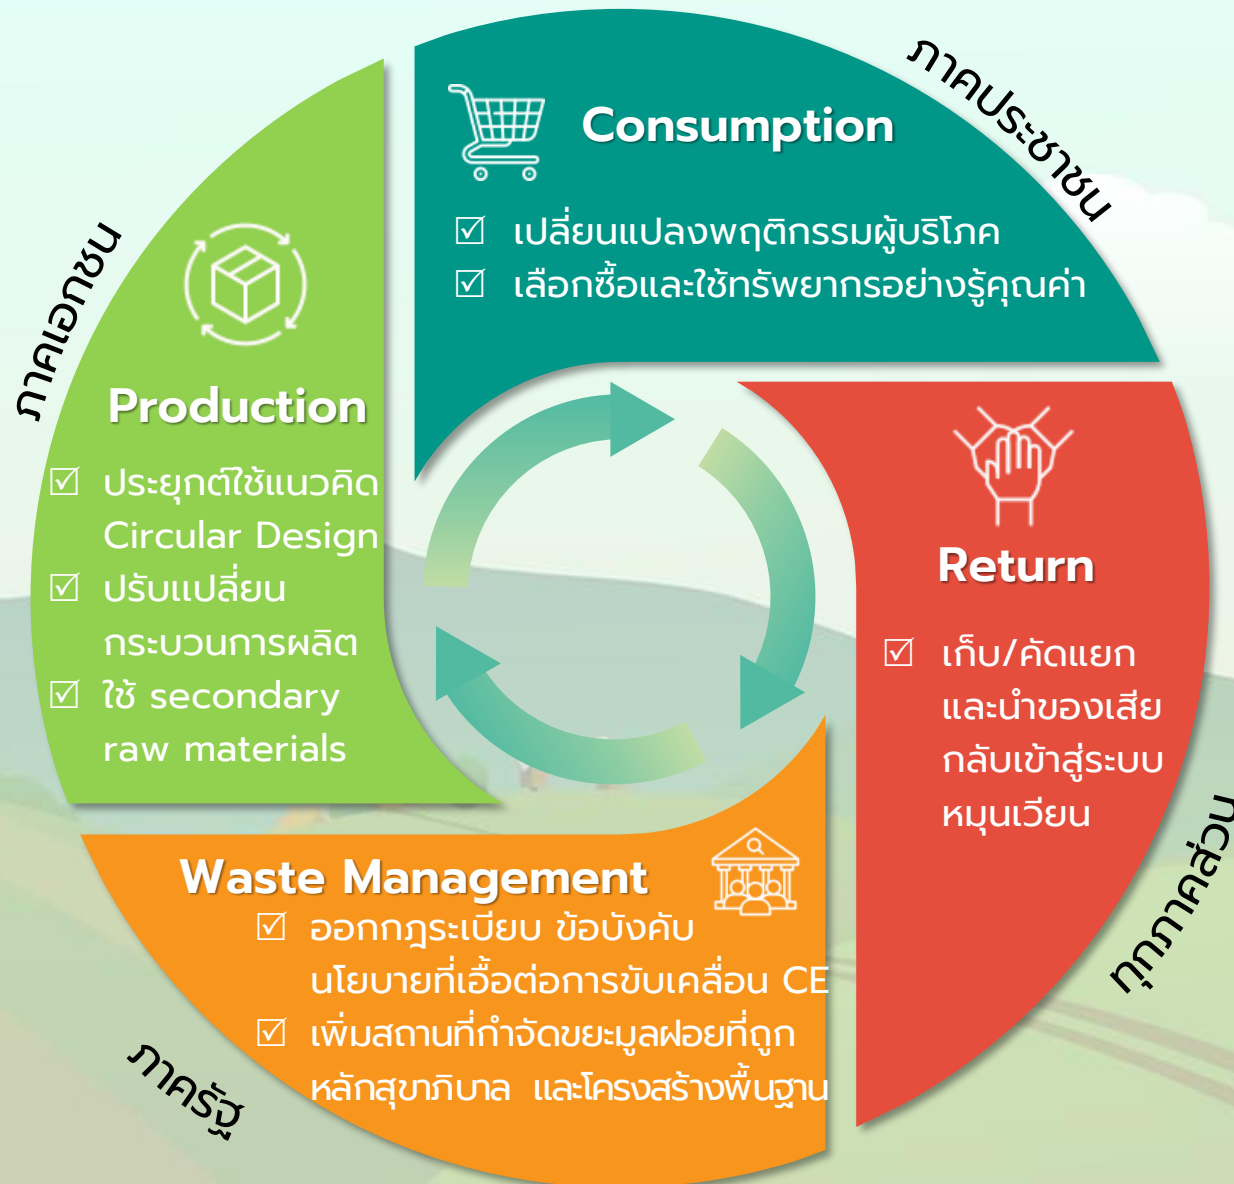 ภาคเอกชน
Production
☑ ประยุกต์ใช้แนวคิด
Circular Design
☑ ปรับเปลี่ยน
กระบวนการผลิต
☑ ใช้ secondary
raw materials
ภาคประชาชน
Consumption
☑ เปลี่ยนแปลงพฤติกรรมผู้บริโภค
☑ เลือกซื้อและใช้ทรัพยากรอย่างรู้คุณค่า
Return
☑ เก็บ/คัดแยก
และนำของเสีย
กลับเข้าสู่ระบบ
หมุนเวียน
ทุกภาคส่วน
Waste Management
☑ ออกกฎระเบียบ ข้อบังคับ
นโยบายที่เอื้อต่อการขับเคลื่อน CE
☑ เพิ่มสถานที่กำจัดขยะมูลฝอยที่ถูก
หลักสุขาภิบาล และโครงสร้างพื้นฐาน
ภาครัฐ